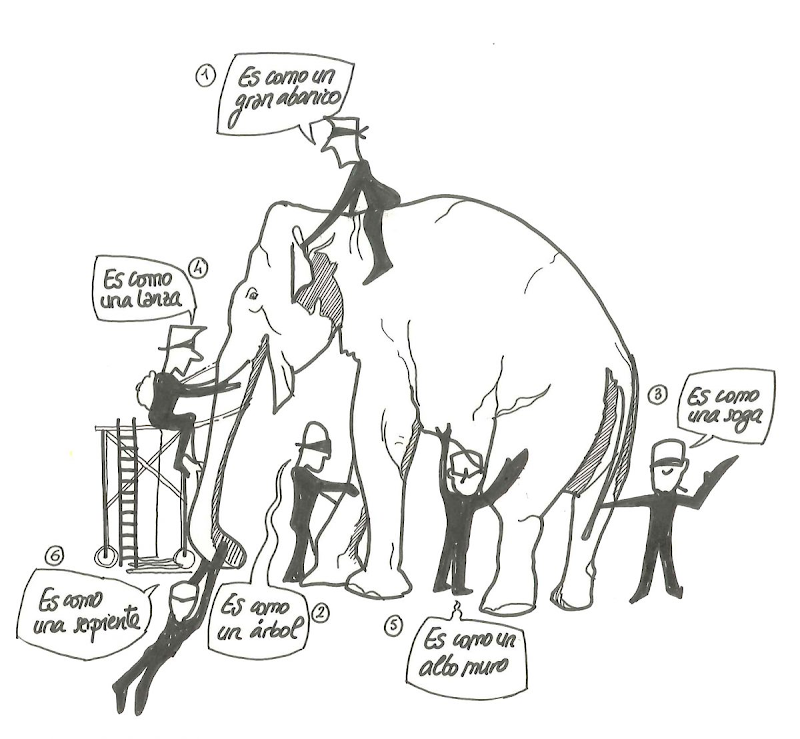 1
Es como un
gran abanico
4
Es como
una lanza
3
Es como
una soga
6
Es como
una serpiente
Es como
un árbol
2
5
Es como un
alto muro